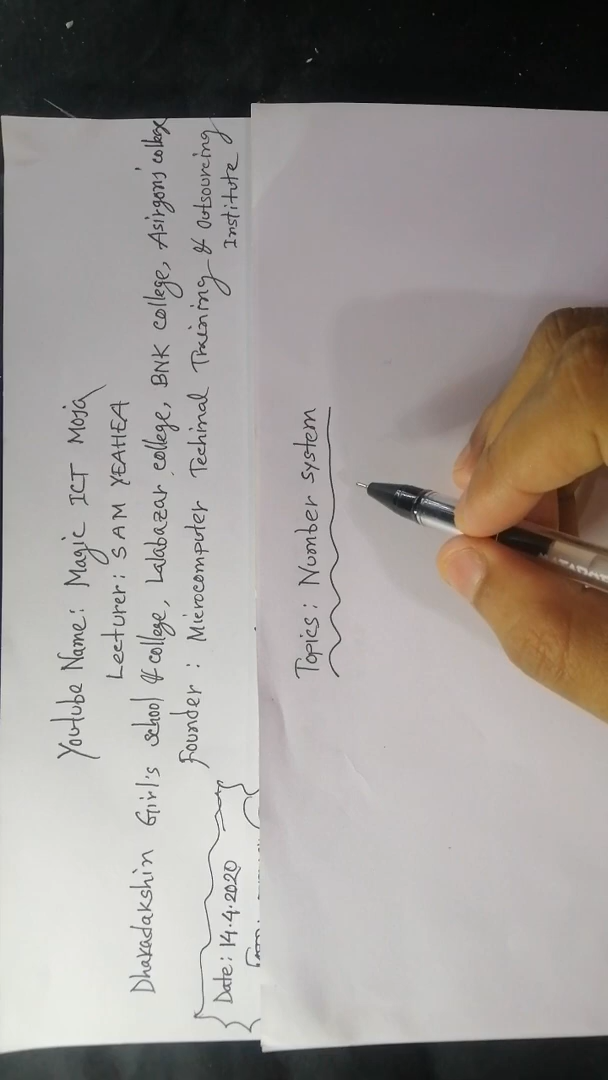 Youtube Name: Magic ICT Moja
Lecturer: SAM YEAHEA
Dhakadakshin Girl's school & college, Lalabazar college, BNK college, Asirgons college
Founder: Microcomputer Techinal Training & Outsourcing
Institute
Date: 14.4.2020
Topics: Number system